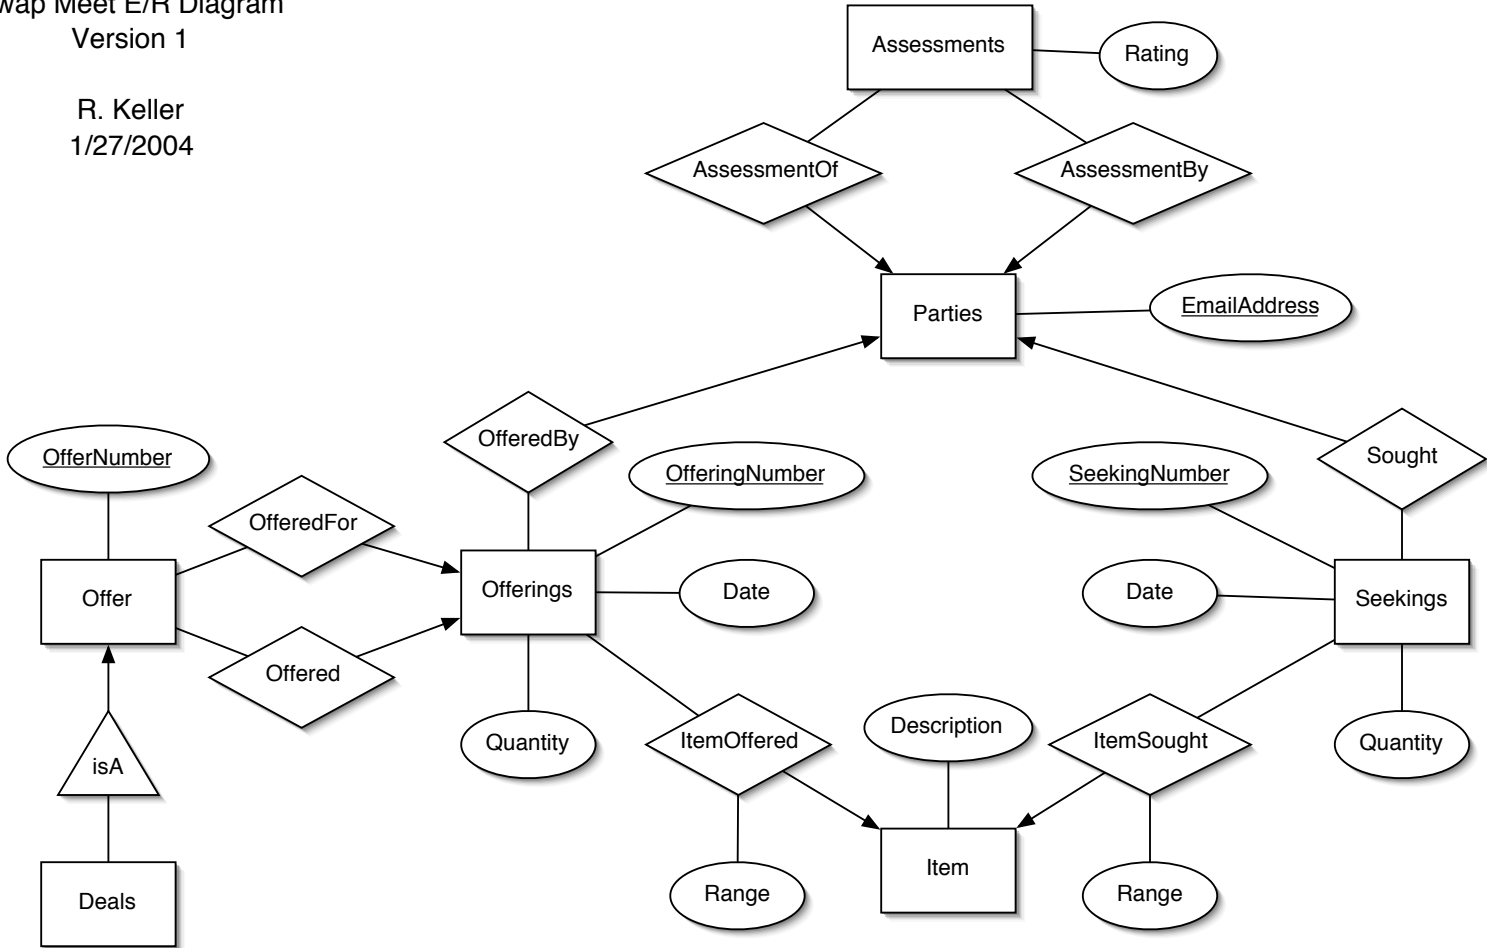 wap Meet E/R Diagram
Version 1
R. Keller
1/27/2004
Assessments
Rating
AssessmentOf
AssessmentBy
Parties
EmailAddress
OfferedBy
Sought
OfferNumber
OfferingNumber
SeekingNumber
OfferedFor
Offer
Offerings
Date
Date
Seekings
Offered
Quantity
ItemOffered
Description
ItemSought
Quantity
isA
Deals
Range
Item
Range